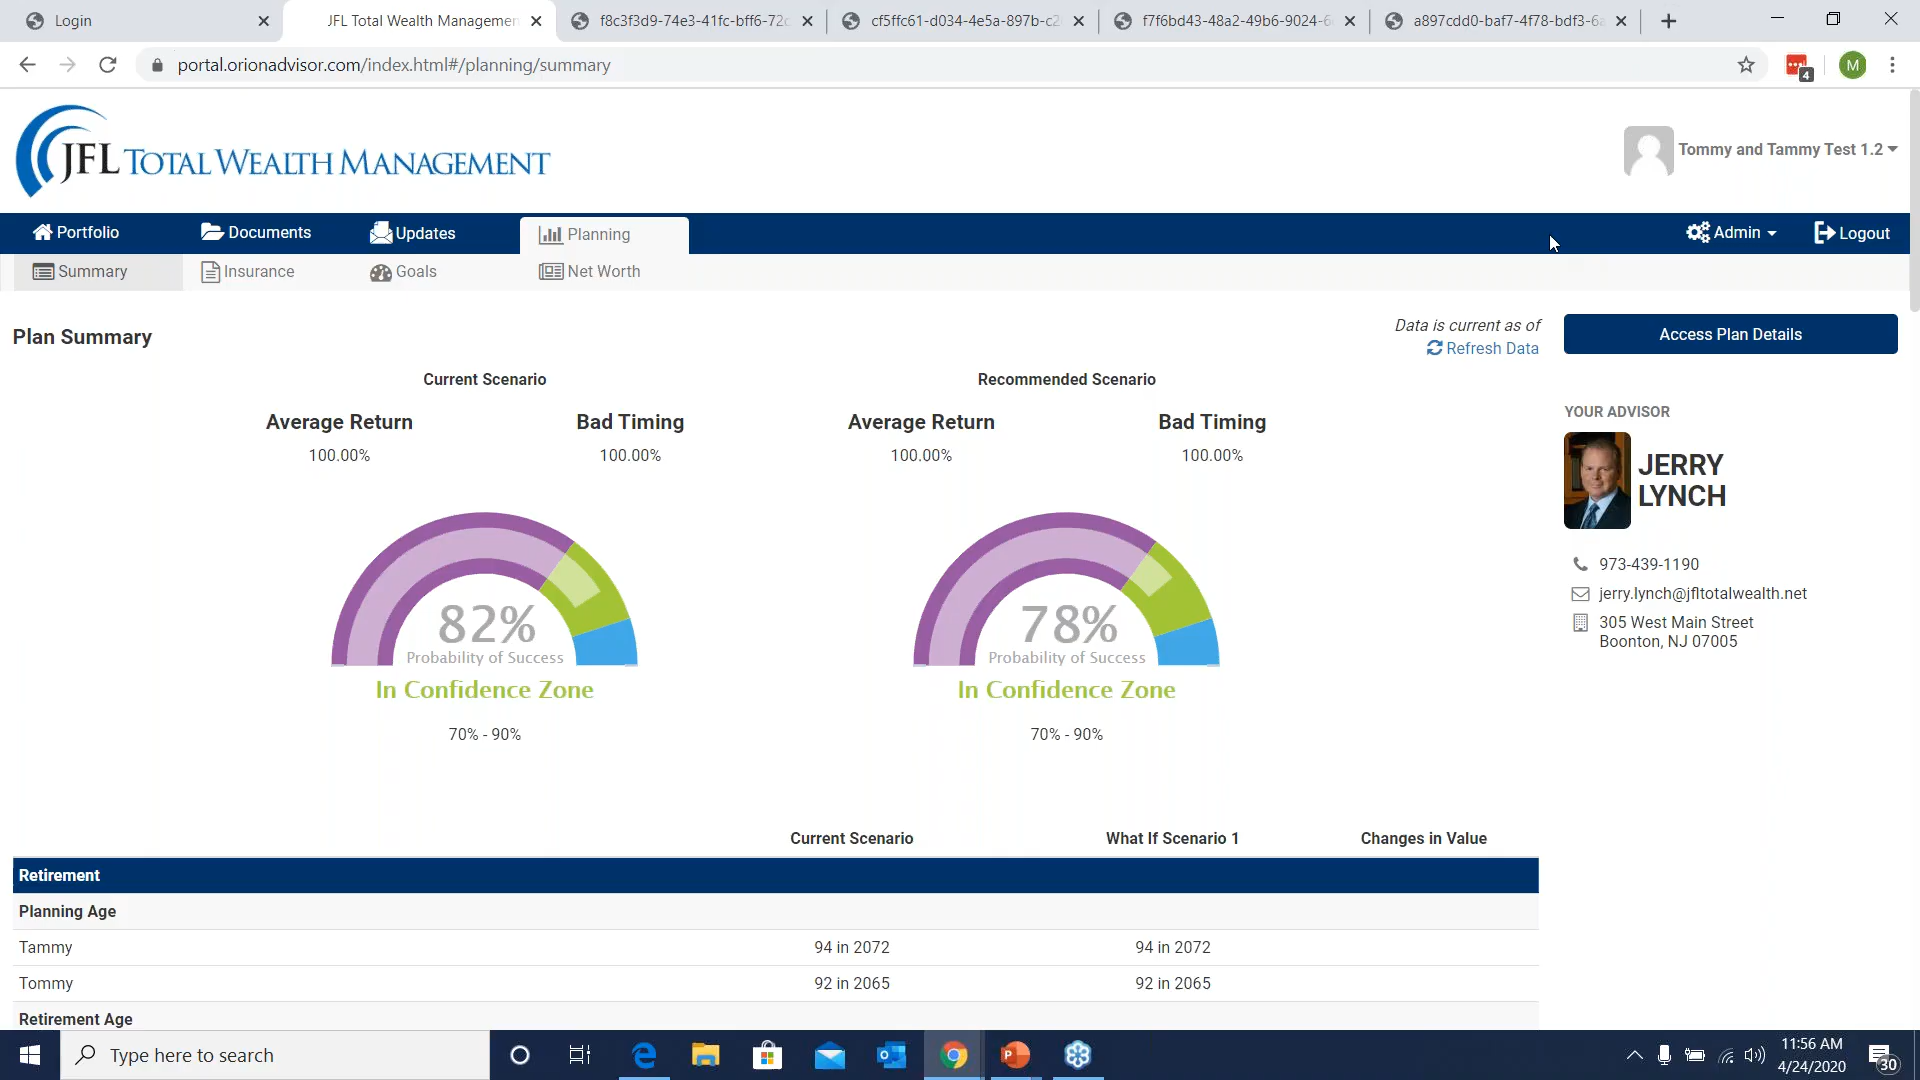 Login
JFL Total Wealth Managemen
f8c3f3d9-74e3-41fc-bff6-72c
cf5ffc61-d034-4e5a-897b-c2
f7f6bd43-48a2-49b6-9024-6
a897cdd0-baf7-4f78-bdf3-6a
portal.orionadvisor.com/index.html#/planning/summary
4
M
JFL TOTAL WEALTH MANAGEMENT
Tommy and Tammy Test 1.2
Portfolio
Documents
Updates
Planning
Admin
Logout
Summary
Insurance
Goals
Net Worth
Plan Summary
Data is current as of
Refresh Data
Access Plan Details
Current Scenario
Recommended Scenario
Average Return
Bad Timing
Average Return
Bad Timing
100.00%
100.00%
100.00%
100.00%
82%
Probability of Success
In Confidence Zone
70% - 90%
78%
Probability of Success
In Confidence Zone
70% - 90%
YOUR ADVISOR
JERRY
LYNCH
973-439-1190
jerry.lynch@jfltotalwealth.net
305 West Main Street
Boonton, NJ 07005
Current Scenario
What If Scenario 1
Changes in Value
Retirement
Planning Age
Tammy 94 in 2072 94 in 2072
Tommy 92 in 2065 92 in 2065
Retirement Age
Type here to search
11:56 AM
4/24/2020
30